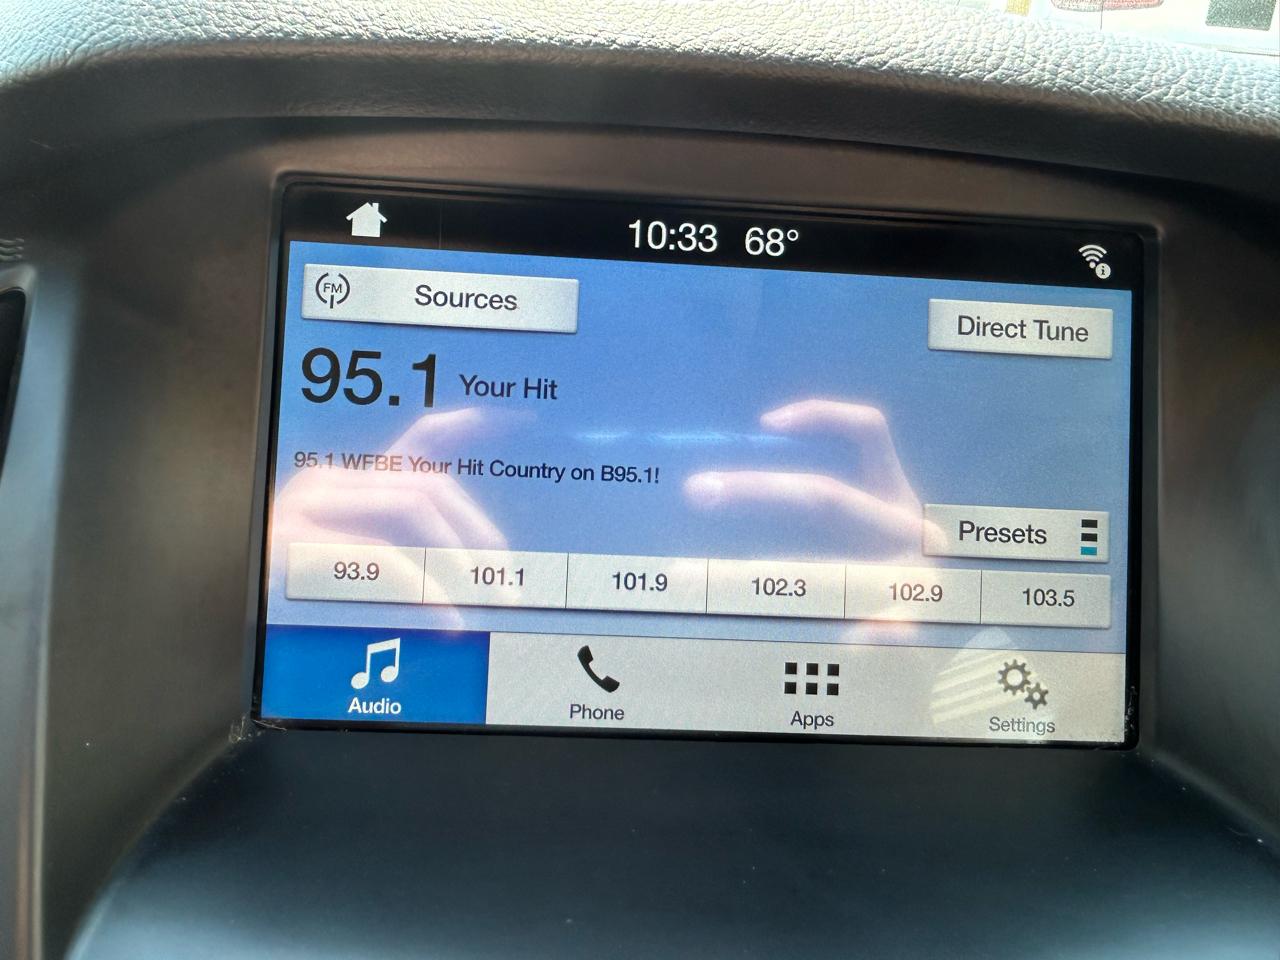 10:33 68°
FM Sources
Direct Tune
95.1 Your Hit
95.1 WFBE Your Hit Country on B95.1!
Presets
93.9 101.1 101.9 102.3 102.9 103.5
Audio Phone Apps Settings